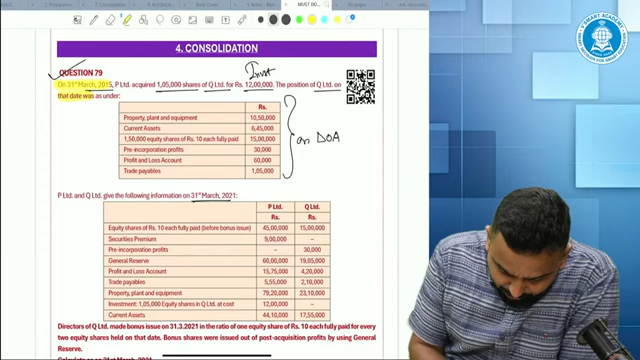 V'SMART ACADEMY
4. CONSOLIDATION
QUESTION 79
Inst
On 31st March, 2015, P Ltd acquired 1,05,000 shares of Q Ltd for Rs. 12,00,000. The position of Q Ltd on
that date was as under:
Rs.
Property, plant and equipment 10,50,000
Current Assets 6,45,000
1,50,000 equity shares of Rs. 10 each fully paid 15,00,000
on DOA
Pre-incorporation profits 30,000
Profit and Loss Account 60,000
Trade payables 1,05,000
P Ltd and Q Ltd give the following information on 31st March, 2021:
P Ltd. Q Ltd.
Rs. Rs.
Equity shares of Rs. 10 each fully paid (before bonus issue) 45,00,000 15,00,000
Securities Premium 9,00,000 –
Pre-incorporation profits – 30,000
General Reserve 60,00,000 19,05,000
Profit and Loss Account 15,75,000 4,20,000
Trade payables 5,55,000 2,10,000
Property, plant and equipment 79,20,000 23,10,000
Investment: 1,05,000 Equity shares in Q Ltd at cost 12,00,000 –
Current Assets 44,10,000 17,55,000
Directors of Q Ltd made bonus issue on 31.3.2021 in the ratio of one equity share of Rs. 10 each fully paid for every
two equity shares held on that date. Bonus shares were issued out of post-acquisition profits by using General
Reserve.